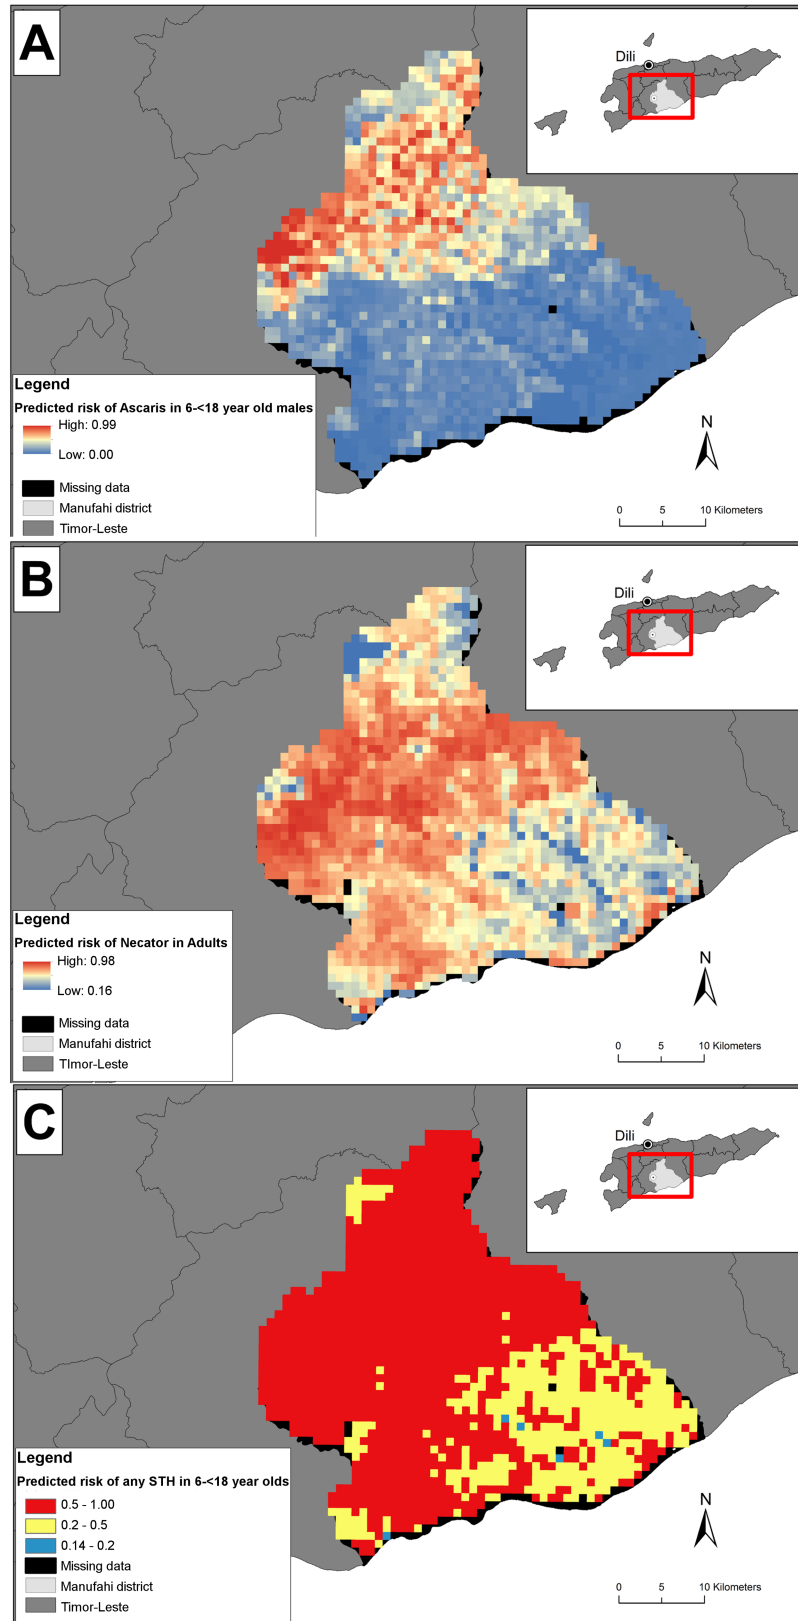 A
Dili
Legend
Predicted risk of Ascaris in 6-<18 year old males
High: 0.99
Low: 0.00
Missing data
Manufahi district
Timor-Leste
N
0 5 10 Kilometers
B
Dili
Legend
Predicted risk of Necator in Adults
High: 0.98
Low: 0.16
Missing data
Manufahi district
TImor-Leste
N
0 5 10 Kilometers
C
Dili
Legend
Predicted risk of any STH in 6-<18 year olds
0.5 - 1.00
0.2 - 0.5
0.14 - 0.2
Missing data
Manufahi district
Timor-Leste
N
0 5 10 Kilometers